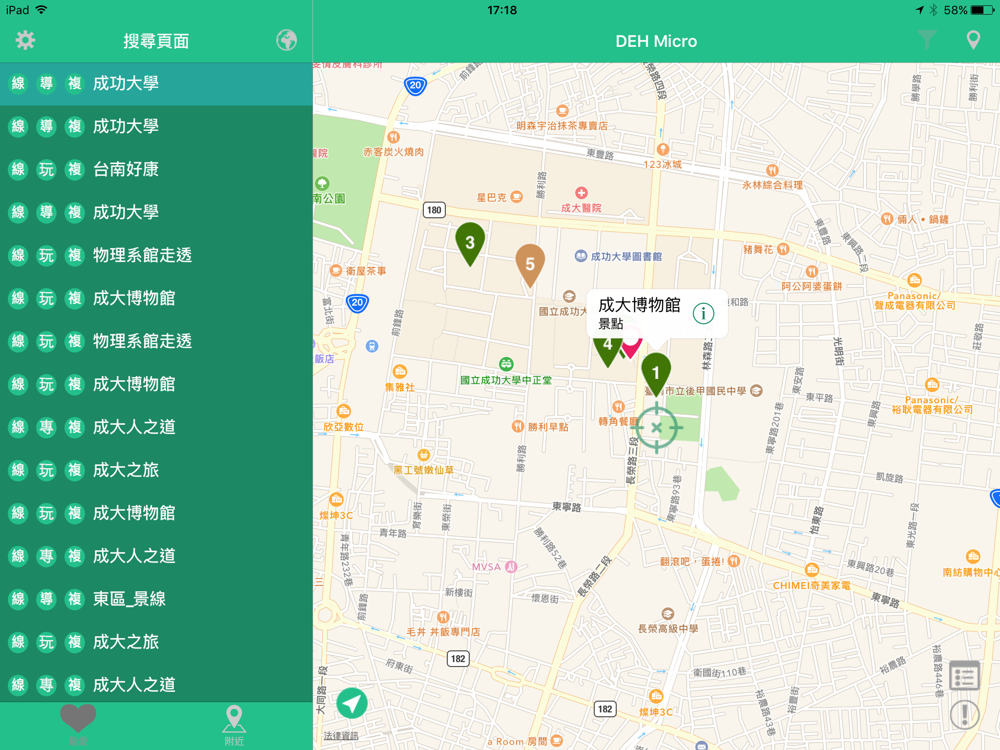 iPad
17:18
58%
搜尋頁面
DEH Micro
線 導 複 成功大學
線 導 複 成功大學
線 玩 複 台南好康
線 導 複 成功大學
線 玩 複 物理系館走透
線 玩 複 成大博物館
線 玩 複 物理系館走透
線 玩 複 成大博物館
線 專 複 成大人之道
線 玩 複 成大之旅
線 玩 複 成大博物館
線 專 複 成大人之道
線 導 複 東區_景線
線 玩 複 成大之旅
線 專 複 成大人之道
最愛
附近
前鋒路
20
長榮路四段
勝學路
勝利街
明森宇治抹茶專賣店
赤客炭火燒肉
醫院
東豐路
123冰城
永林綜合料理
勝利路
南公園
星巴克
成大醫院
180
倆人•鍋鏟
東豐路
東興路二段
3
5
成功大學圖書館
豬舞花
衛屋茶事
阿公阿婆蛋餅
Panasonic/
聲成電器有限公司
20
富北街
前鋒路
國立成功大
成大博物館
景點
i
東和路
莊敬路
飯店
4
林森路
光明街
國立成功大學中正堂
1
集雅社
臺南市立後甲國民中學
東安路
東平路
Panasonic/
裕耿電器有限公司
東興路
東寧路201巷
欣亞數位
轉角餐廳
勝利早點
長榮路三段
勝利路
黑工號嫩仙草
凱旋路
東寧路93巷
燦坤3C
東寧路
育樂街
東榮街
青年路
怡東路
東光路一段
青年路232巷
勝利路52巷
MVSA
翻滾吧，蛋捲!
長榮路二段
東興路20巷
南紡購物中心
三
CHIMEI奇美家電
新樓街
懷恩街
前鋒路
東寧路
毛丼 丼飯專門店
長榮高級中學
182
府東街
衛國街110巷
裕農路
裕農路446巷
大同路一段
182
燦坤3C
裕農路43巷
裕豐街
法律資訊
a Room 房間